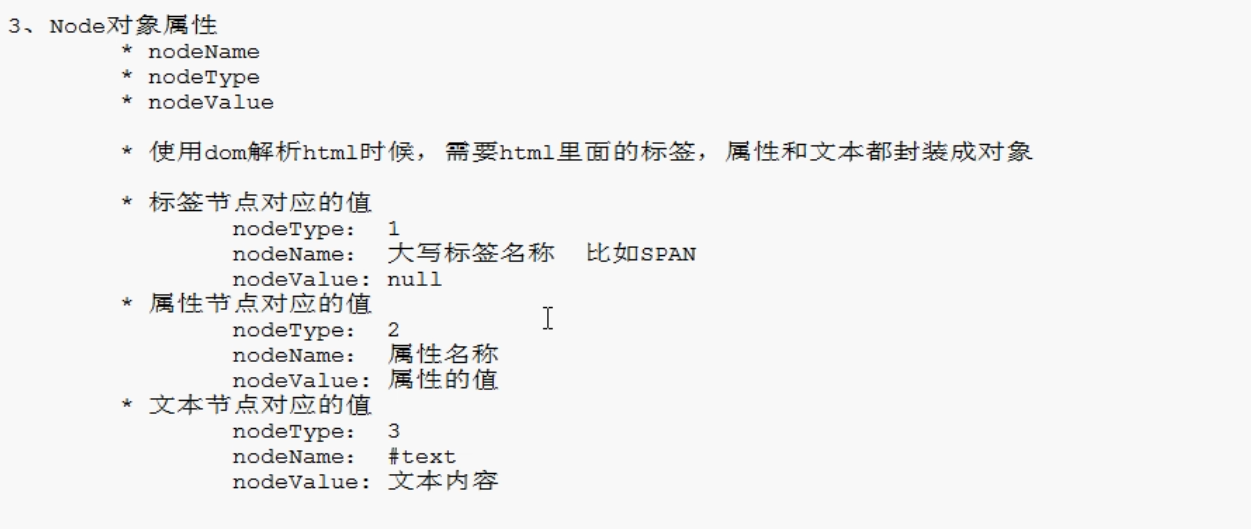 3、Node对象属性
* nodeName
* nodeType
* nodeValue
* 使用dom解析html时候，需要html里面的标签，属性和文本都封装成对象
* 标签节点对应的值
nodeType: 1
nodeName: 大写标签名称 比如SPAN
nodeValue: null
* 属性节点对应的值
nodeType: 2
nodeName: 属性名称
nodeValue: 属性的值
* 文本节点对应的值
nodeType: 3
nodeName: #text
nodeValue: 文本内容